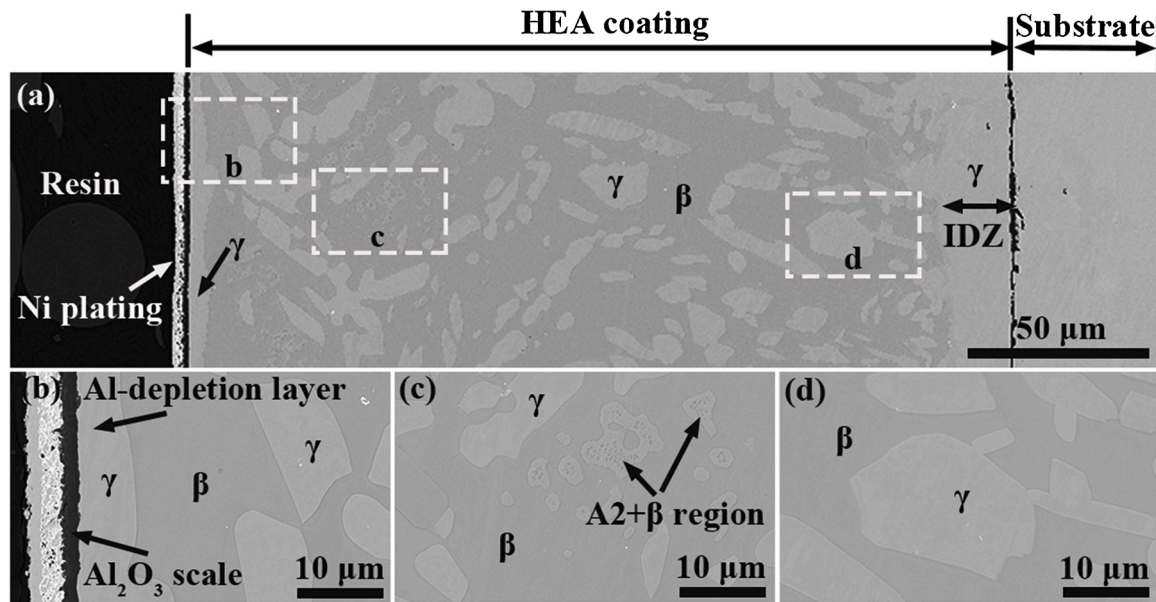 HEA coating
Substrate
(a)
b
Resin
γ
β
γ
c
d
IDZ
γ
Ni plating
50 μm
(b)
Al-depletion layer
γ
β
γ
Al₂O₃ scale
10 μm
(c)
γ
A2+β region
β
10 μm
(d)
β
γ
10 μm